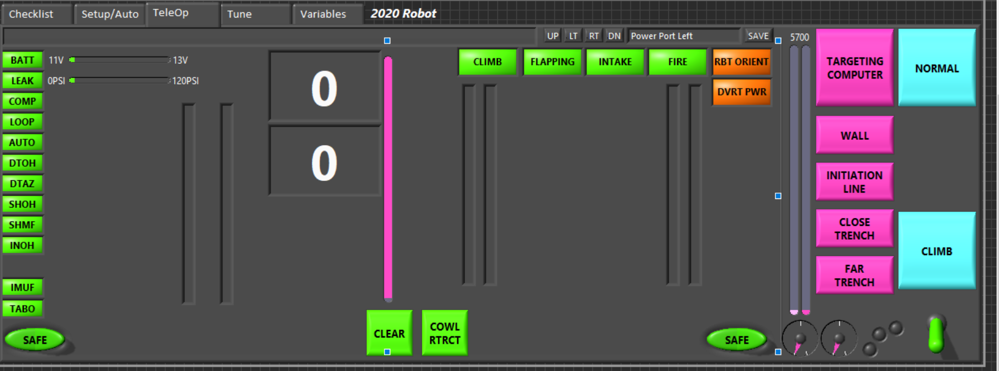 Checklist
Setup/Auto
TeleOp
Tune
Variables
2020 Robot
UP
LT
RT
DN
Power Port Left
SAVE
BATT
11V
13V
LEAK
0PSI
120PSI
COMP
LOOP
AUTO
DTOH
DTAZ
SHOH
SHMF
INOH
IMUF
TABO
SAFE
0
0
CLEAR
COWL
RTRCT
CLIMB
FLAPPING
INTAKE
FIRE
RBT ORIENT
DVRT PWR
SAFE
5700
TARGETING
COMPUTER
WALL
INITIATION
LINE
CLOSE
TRENCH
FAR
TRENCH
NORMAL
CLIMB